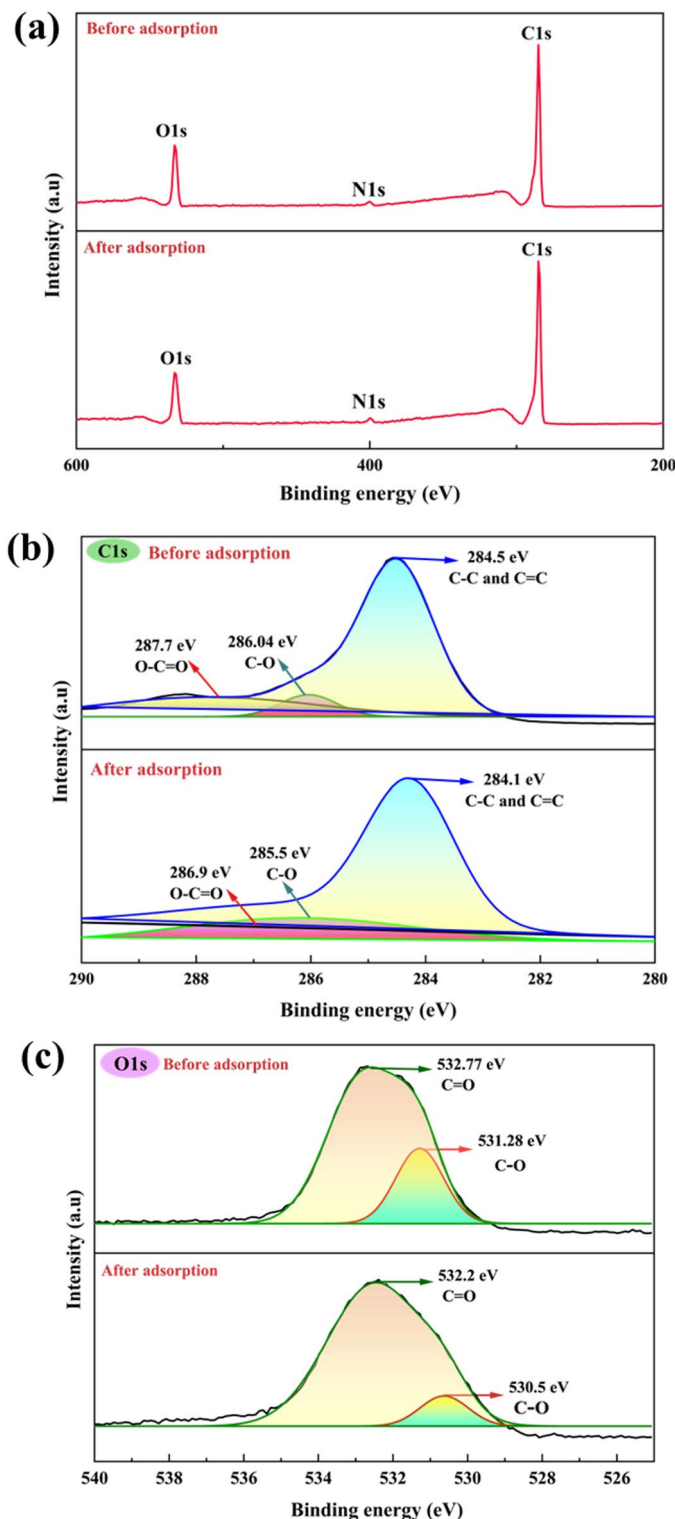 (a)
Before adsorption
C1s
O1s
N1s
After adsorption
C1s
O1s
N1s
Intensity (a.u)
600 400 200
Binding energy (eV)
(b)
C1s Before adsorption
284.5 eV
C-C and C=C
287.7 eV
O-C=O
286.04 eV
C-O
After adsorption
284.1 eV
C-C and C=C
286.9 eV
O-C=O
285.5 eV
C-O
Intensity (a.u)
290 288 286 284 282 280
Binding energy (eV)
(c)
O1s Before adsorption
532.77 eV
C=O
531.28 eV
C-O
After adsorption
532.2 eV
C=O
530.5 eV
C-O
Intensity (a.u)
540 538 536 534 532 530 528 526
Binding energy (eV)